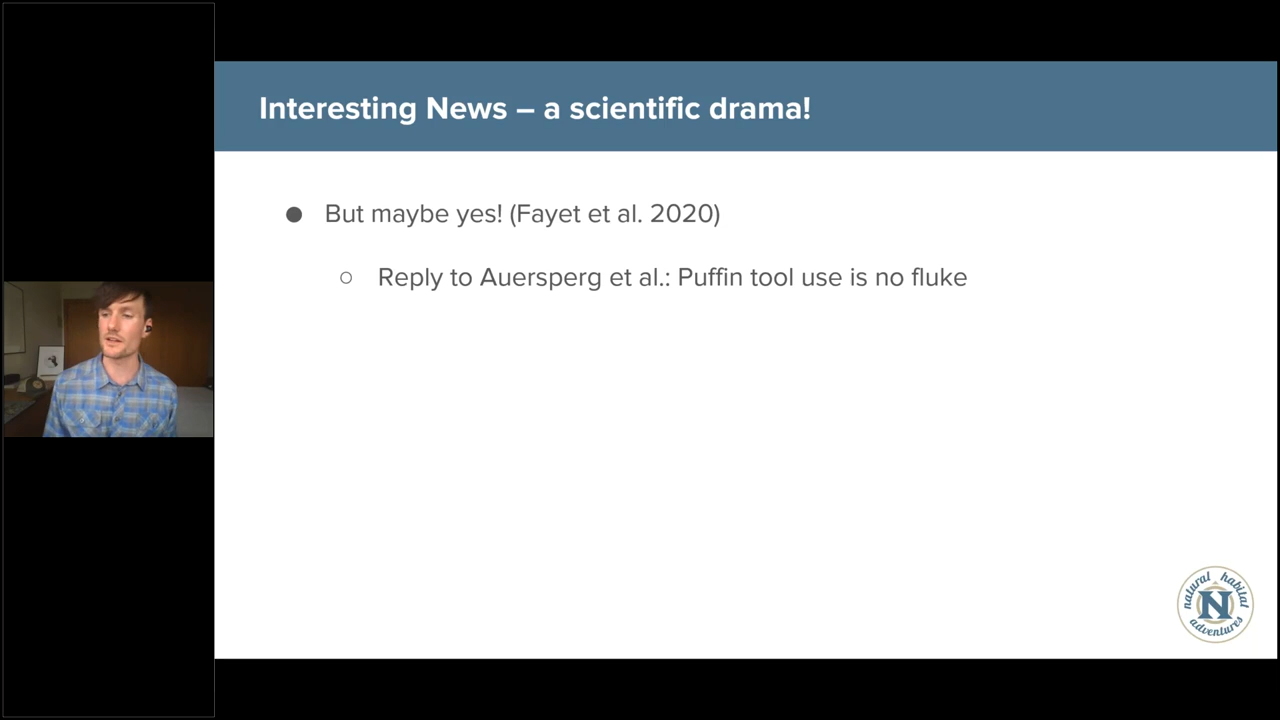 Interesting News – a scientific drama!
● But maybe yes! (Fayet et al. 2020)
○ Reply to Auersperg et al.: Puffin tool use is no fluke
natural habitat
N
adventures